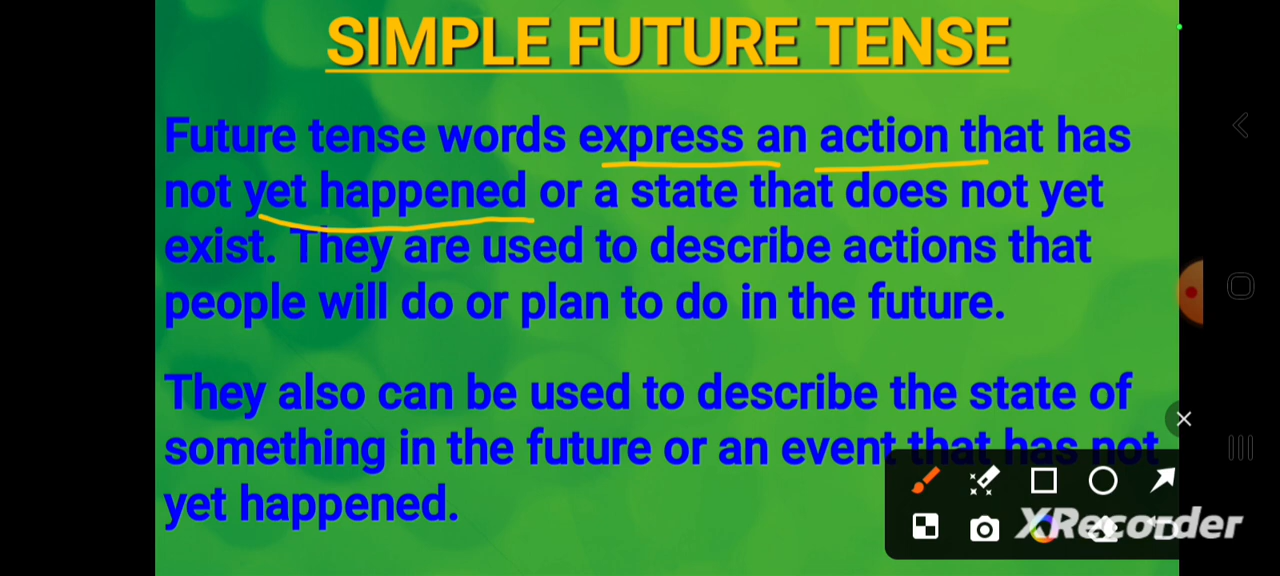 SIMPLE FUTURE TENSE
Future tense words express an action that has
not yet happened or a state that does not yet
exist. They are used to describe actions that
people will do or plan to do in the future.
They also can be used to describe the state of
something in the future or an event that has not
yet happened.
XRecorder